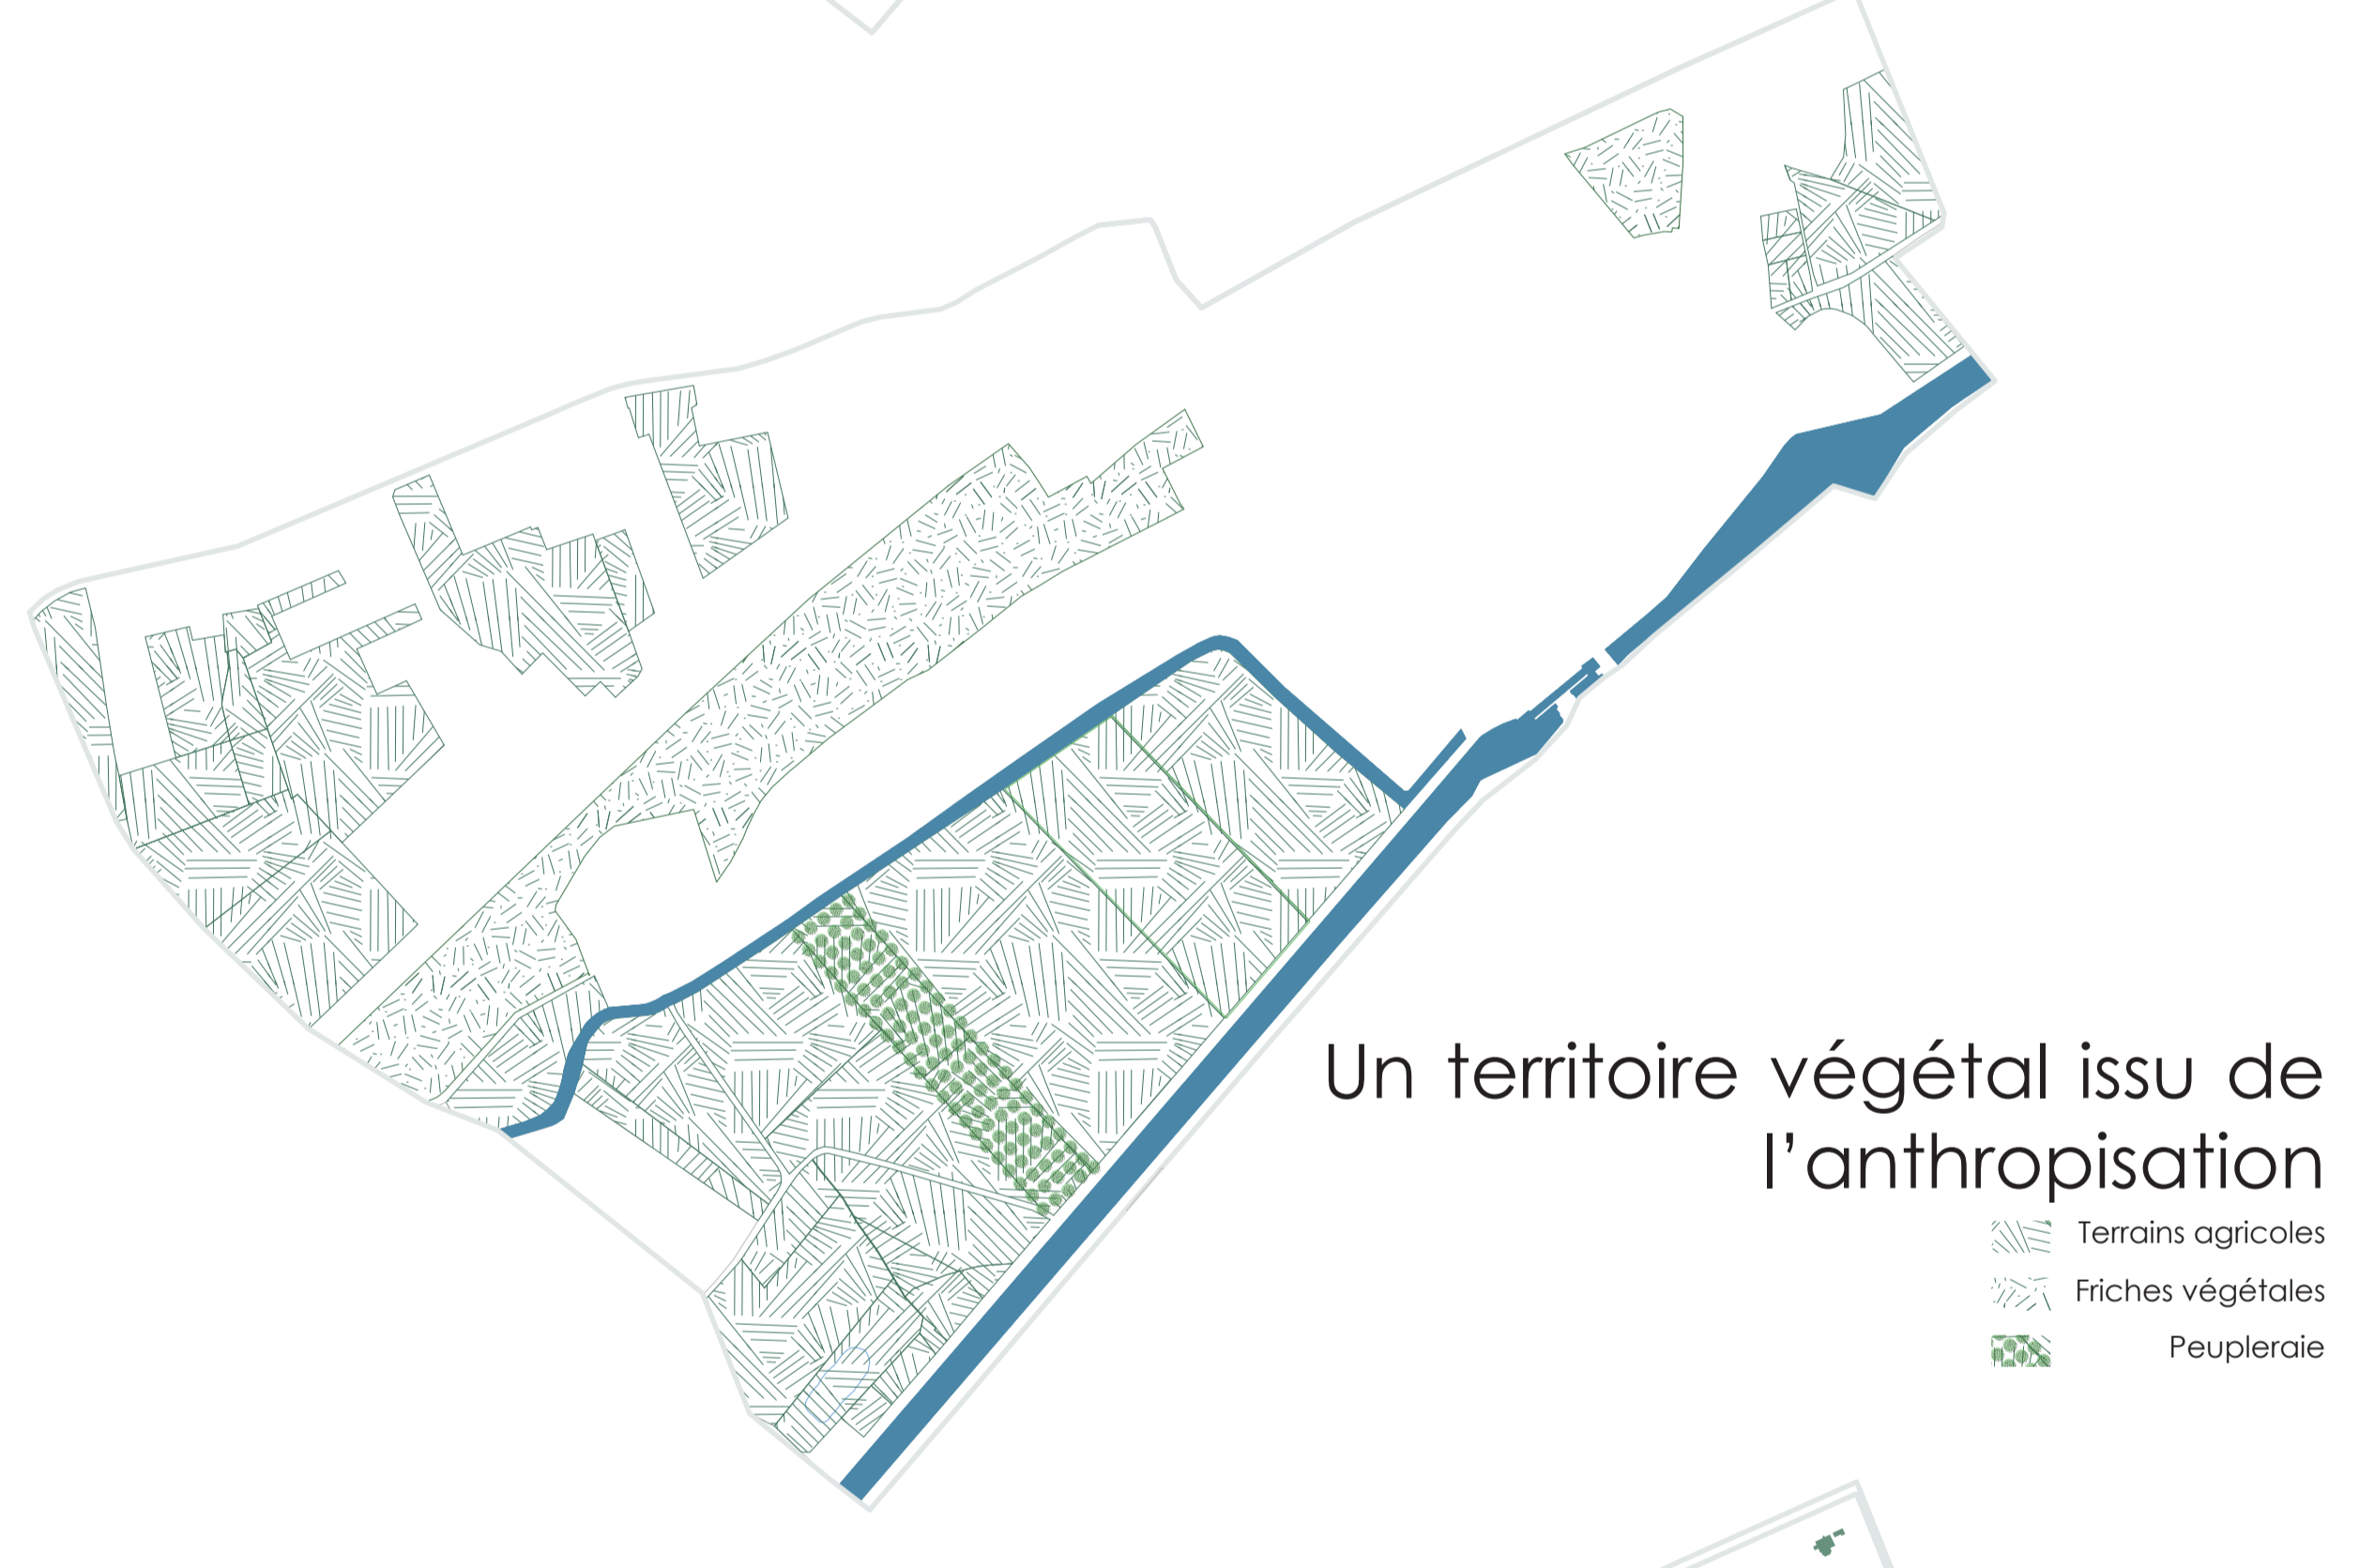 Un territoire végétal issu de
l'anthropisation
Terrains agricoles
Friches végétales
Peupleraie